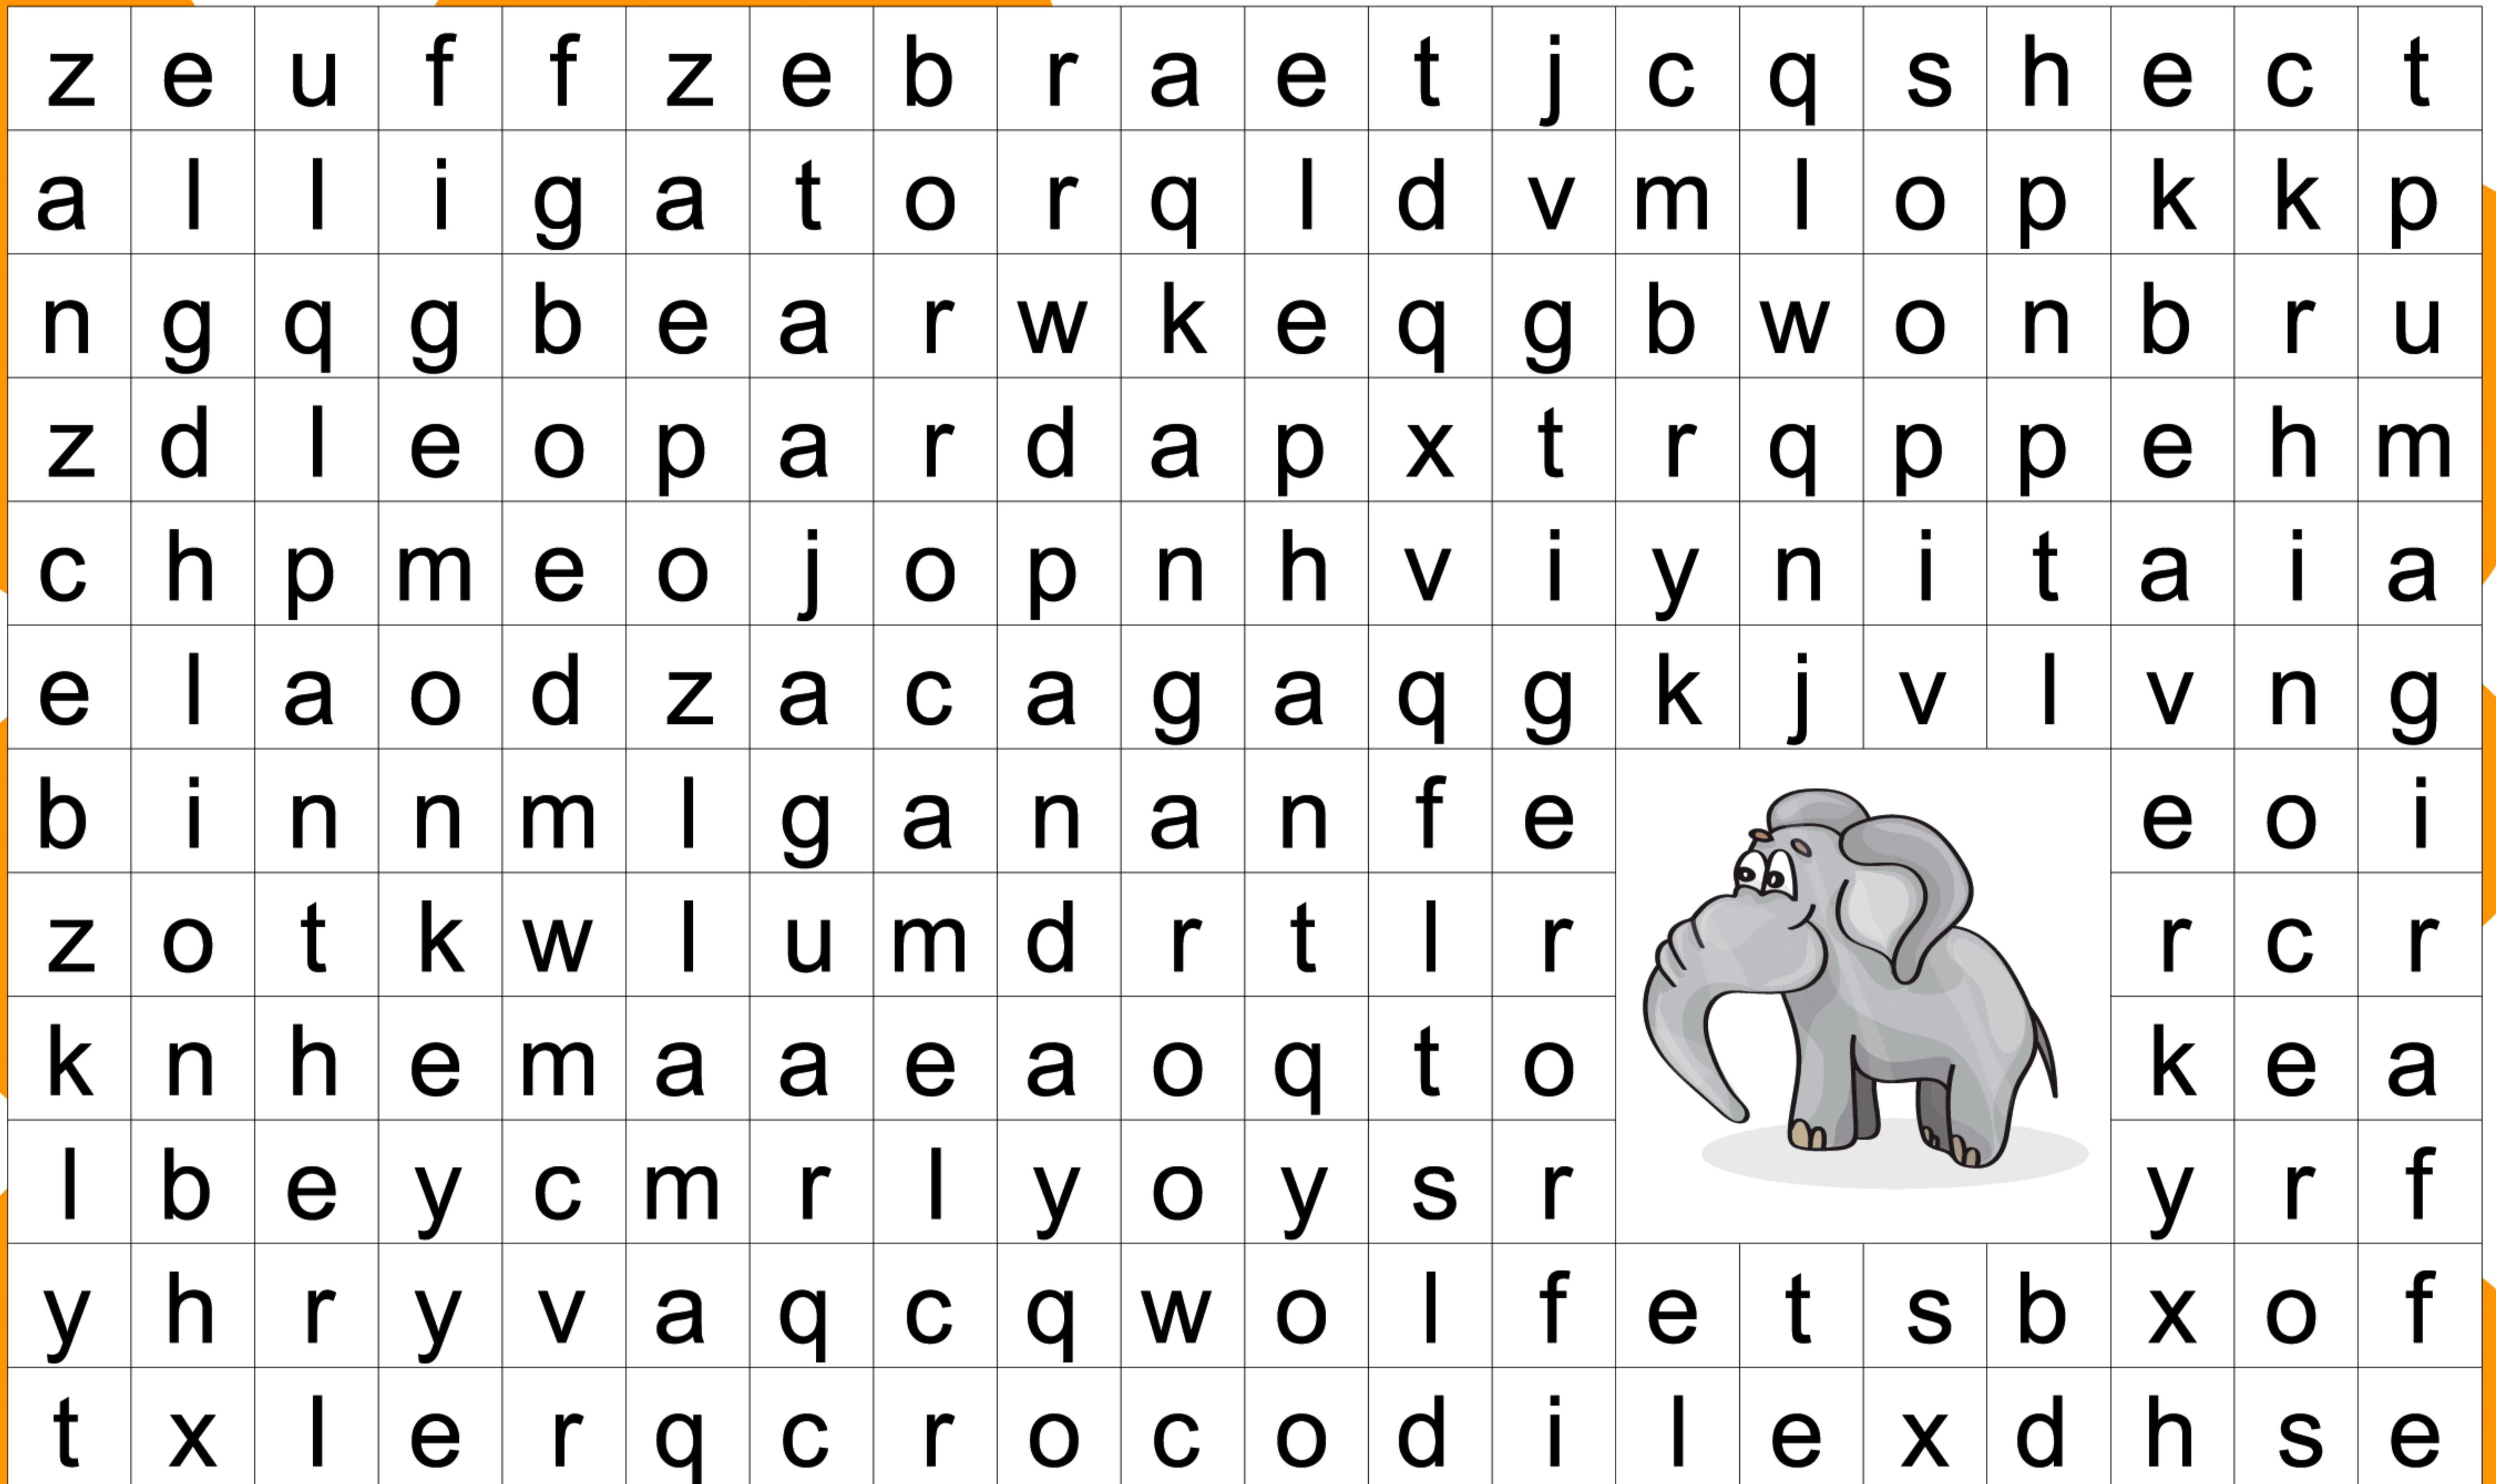 z e u f f z e b r a e t j c q s h e c t
a l l i g a t o r q l d v m l o p k k p
n g q g b e a r w k e q g b w o n b r u
z d l e o p a r d a p x t r q p p e h m
c h p m e o j o p n h v i y n i t a i a
e l a o d z a c a g a q g k j v l v n g
b i n n m l g a n a n f e e o i
z o t k w l u m d r t l r r c r
k n h e m a a e a o q t o k e a
l b e y c m r l y o y s r y r f
y h r y v a q c q w o l f e t s b x o f
t x l e r q c r o c o d i l e x d h s e